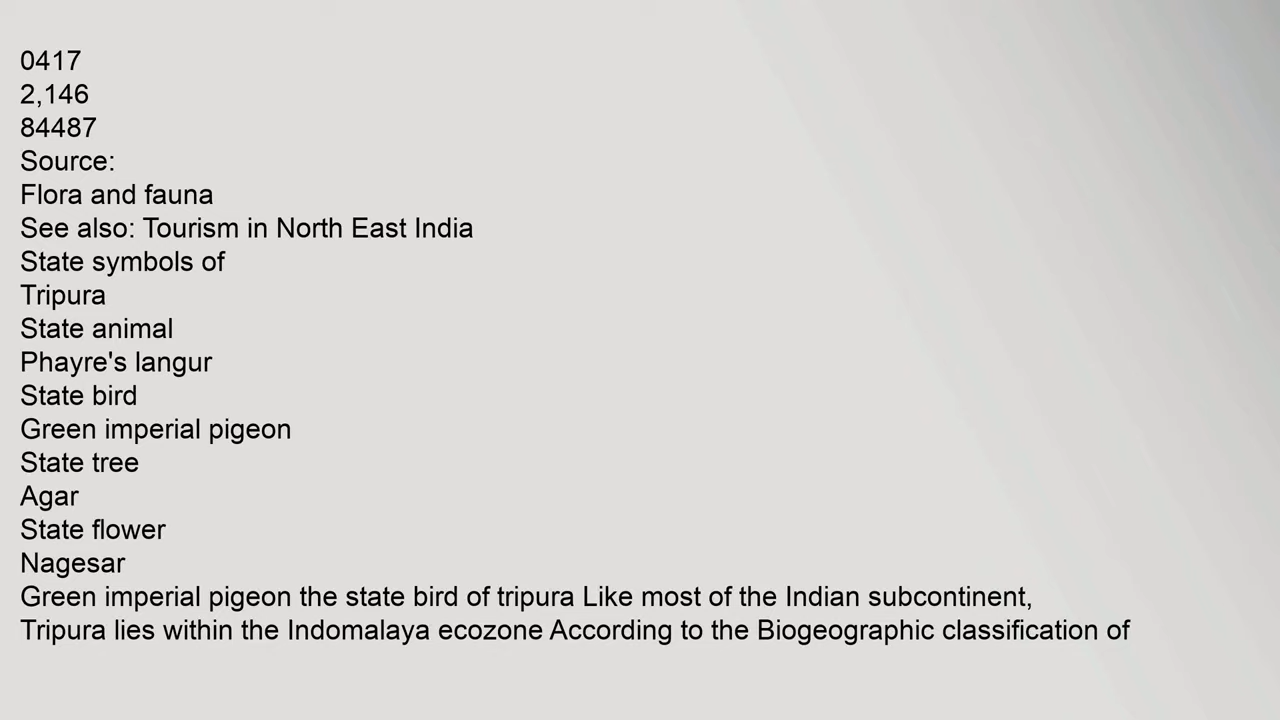 0417
2,146
84487
Source:
Flora and fauna
See also: Tourism in North East India
State symbols of
Tripura
State animal
Phayre's langur
State bird
Green imperial pigeon
State tree
Agar
State flower
Nagesar
Green imperial pigeon the state bird of tripura Like most of the Indian subcontinent,
Tripura lies within the Indomalaya ecozone According to the Biogeographic classification of